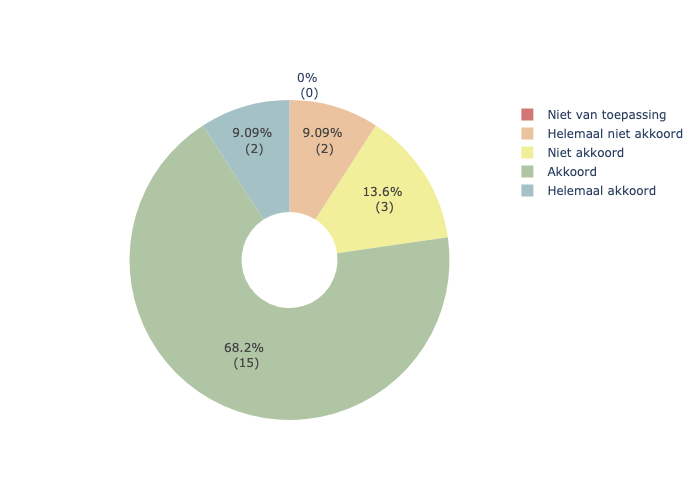 0%
(0)
9.09%
(2)
9.09%
(2)
13.6%
(3)
68.2%
(15)
Niet van toepassing
Helemaal niet akkoord
Niet akkoord
Akkoord
Helemaal akkoord